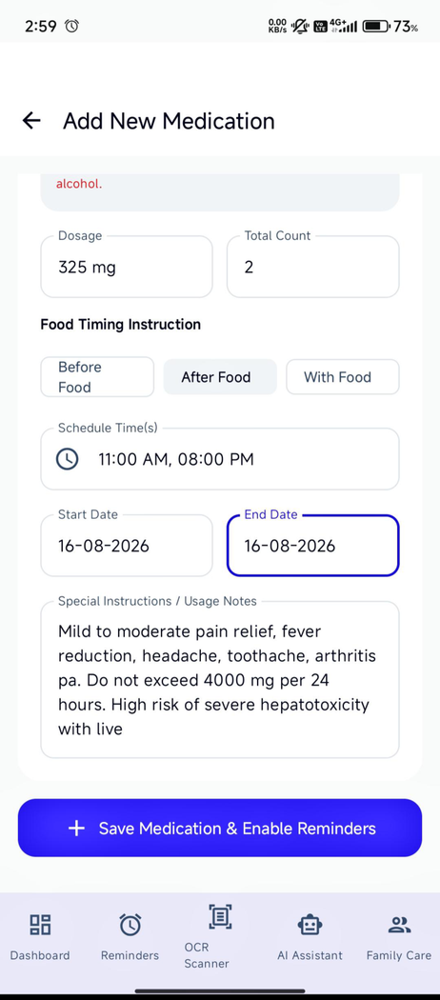 2:59
0.00
KB/s
Vo
LTE
4G+
73%
Add New Medication
alcohol.
Dosage
Total Count
325 mg
2
Food Timing Instruction
Before
Food
After Food
With Food
Schedule Time(s)
11:00 AM, 08:00 PM
Start Date
End Date
16-08-2026
16-08-2026
Special Instructions / Usage Notes
Mild to moderate pain relief, fever
reduction, headache, toothache, arthritis
pa. Do not exceed 4000 mg per 24
hours. High risk of severe hepatotoxicity
with live
+ Save Medication & Enable Reminders
Dashboard
Reminders
OCR
Scanner
AI Assistant
Family Care